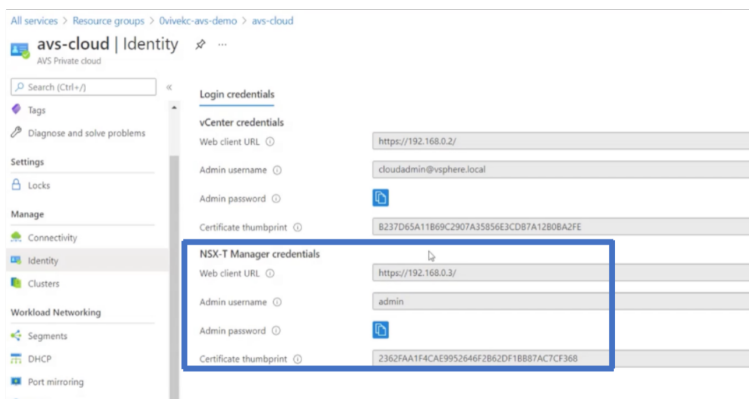 All services > Resource groups > 0vivekc-avs-demo > avs-cloud
avs-cloud | Identity
AVS Private cloud
Search (Ctrl+/)
Tags
Diagnose and solve problems
Settings
Locks
Manage
Connectivity
Identity
Clusters
Workload Networking
Segments
DHCP
Port mirroring
Login credentials
vCenter credentials
Web client URL https://192.168.0.2/
Admin username cloudadmin@vsphere.local
Admin password
Certificate thumbprint B237D65A11B69C2907A35856E3CDB7A12B0BA2FE
NSX-T Manager credentials
Web client URL https://192.168.0.3/
Admin username admin
Admin password
Certificate thumbprint 2362FAA1F4CAE9952646F2B62DF1BB87AC7CF368